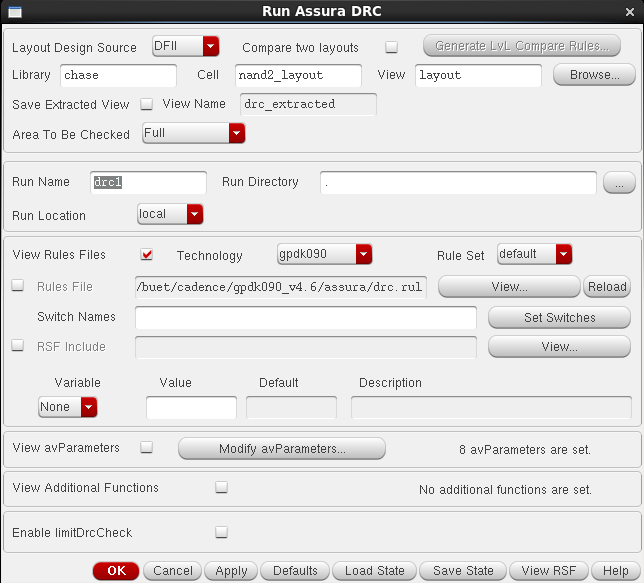 Run Assura DRC
Layout Design Source DFII Compare two layouts Generate LvL Compare Rules...
Library chase Cell nand2_layout View layout Browse...
Save Extracted View View Name drc_extracted
Area To Be Checked Full
Run Name drc1 Run Directory . ...
Run Location local
View Rules Files Technology gpdk090 Rule Set default
Rules File /buet/cadence/gpdk090_v4.6/assura/drc.rul View... Reload
Switch Names Set Switches
RSF Include View...
Variable Value Default Description
None
View avParameters Modify avParameters... 8 avParameters are set.
View Additional Functions No additional functions are set.
Enable limitDrcCheck
OK Cancel Apply Defaults Load State Save State View RSF Help